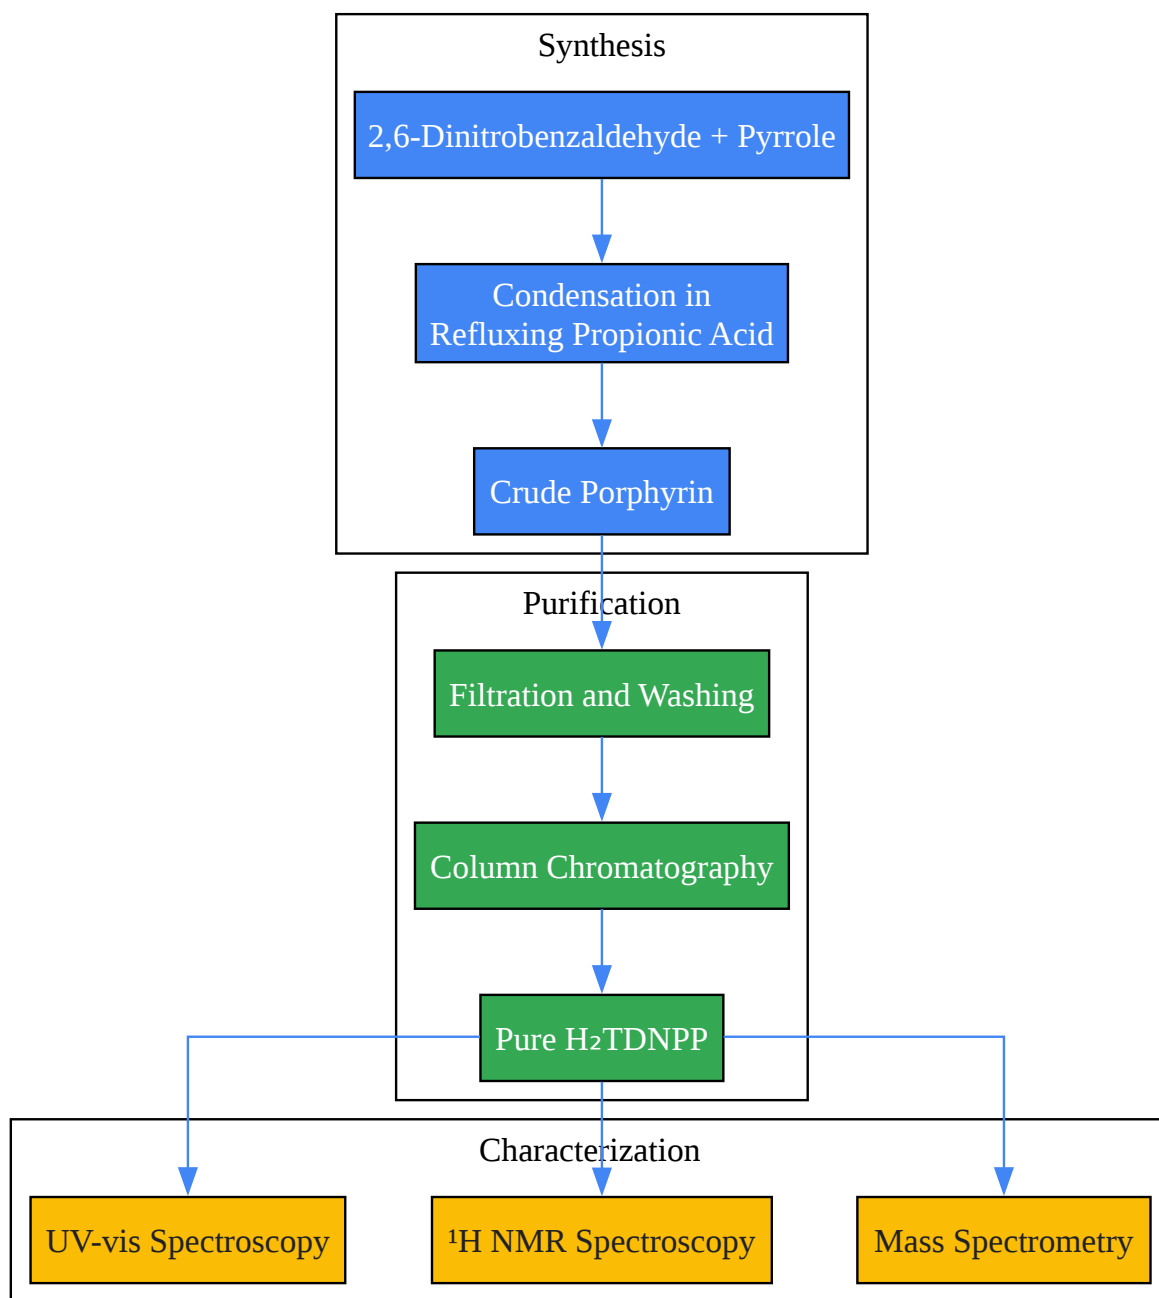 Synthesis
2,6-Dinitrobenzaldehyde + Pyrrole
Condensation in
Refluxing Propionic Acid
Crude Porphyrin
Purification
Filtration and Washing
Column Chromatography
Pure H₂TDNPP
Characterization
UV-vis Spectroscopy
¹H NMR Spectroscopy
Mass Spectrometry